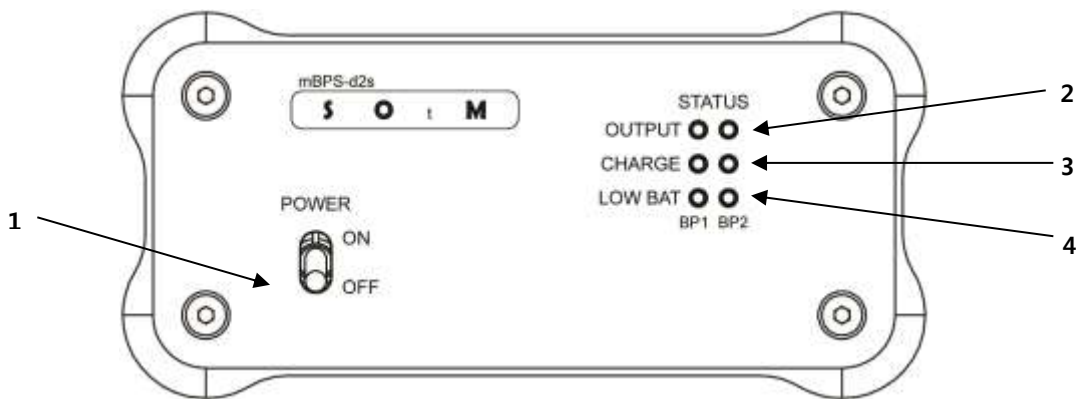 mBPS-d2s
S O t M
STATUS
OUTPUT
CHARGE
LOW BAT
BP1 BP2
2
3
4
POWER
ON
OFF
1